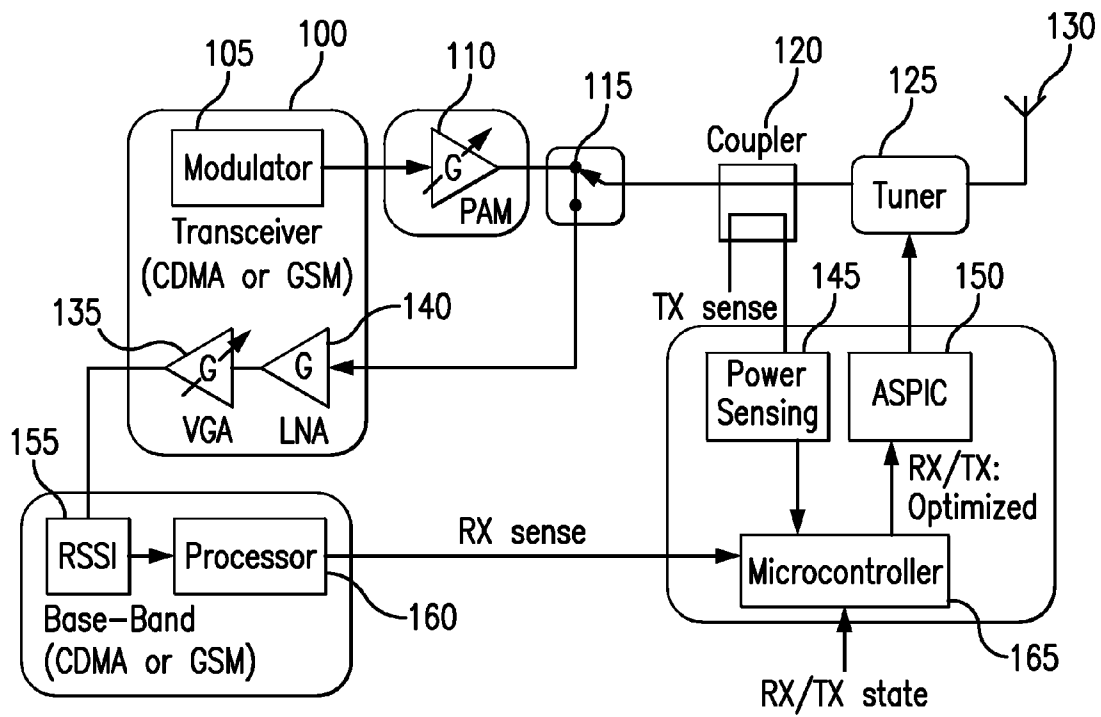 100
105
110
115
120
125
130
Coupler
Modulator
G
PAM
Tuner
Transceiver
(CDMA or GSM)
135
140
TX sense
145
150
G
G
VGA
LNA
Power
Sensing
ASPIC
155
RX/TX:
Optimized
RSSI
Processor
RX sense
Microcontroller
Base-Band
(CDMA or GSM)
160
165
RX/TX state